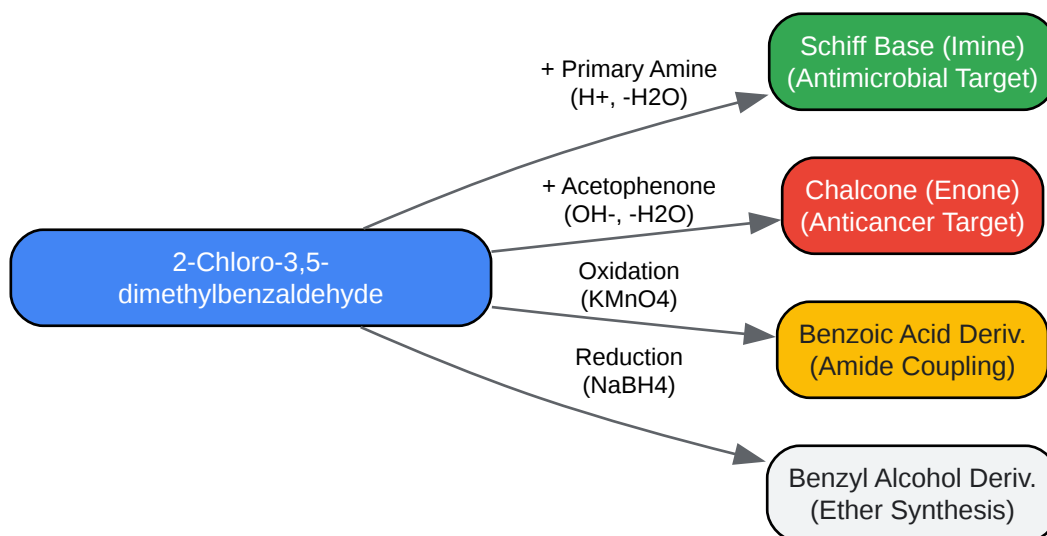 2-Chloro-3,5-
dimethylbenzaldehyde
+ Primary Amine
(H+, -H2O)
Schiff Base (Imine)
(Antimicrobial Target)
+ Acetophenone
(OH-, -H2O)
Chalcone (Enone)
(Anticancer Target)
Oxidation
(KMnO4)
Benzoic Acid Deriv.
(Amide Coupling)
Reduction
(NaBH4)
Benzyl Alcohol Deriv.
(Ether Synthesis)